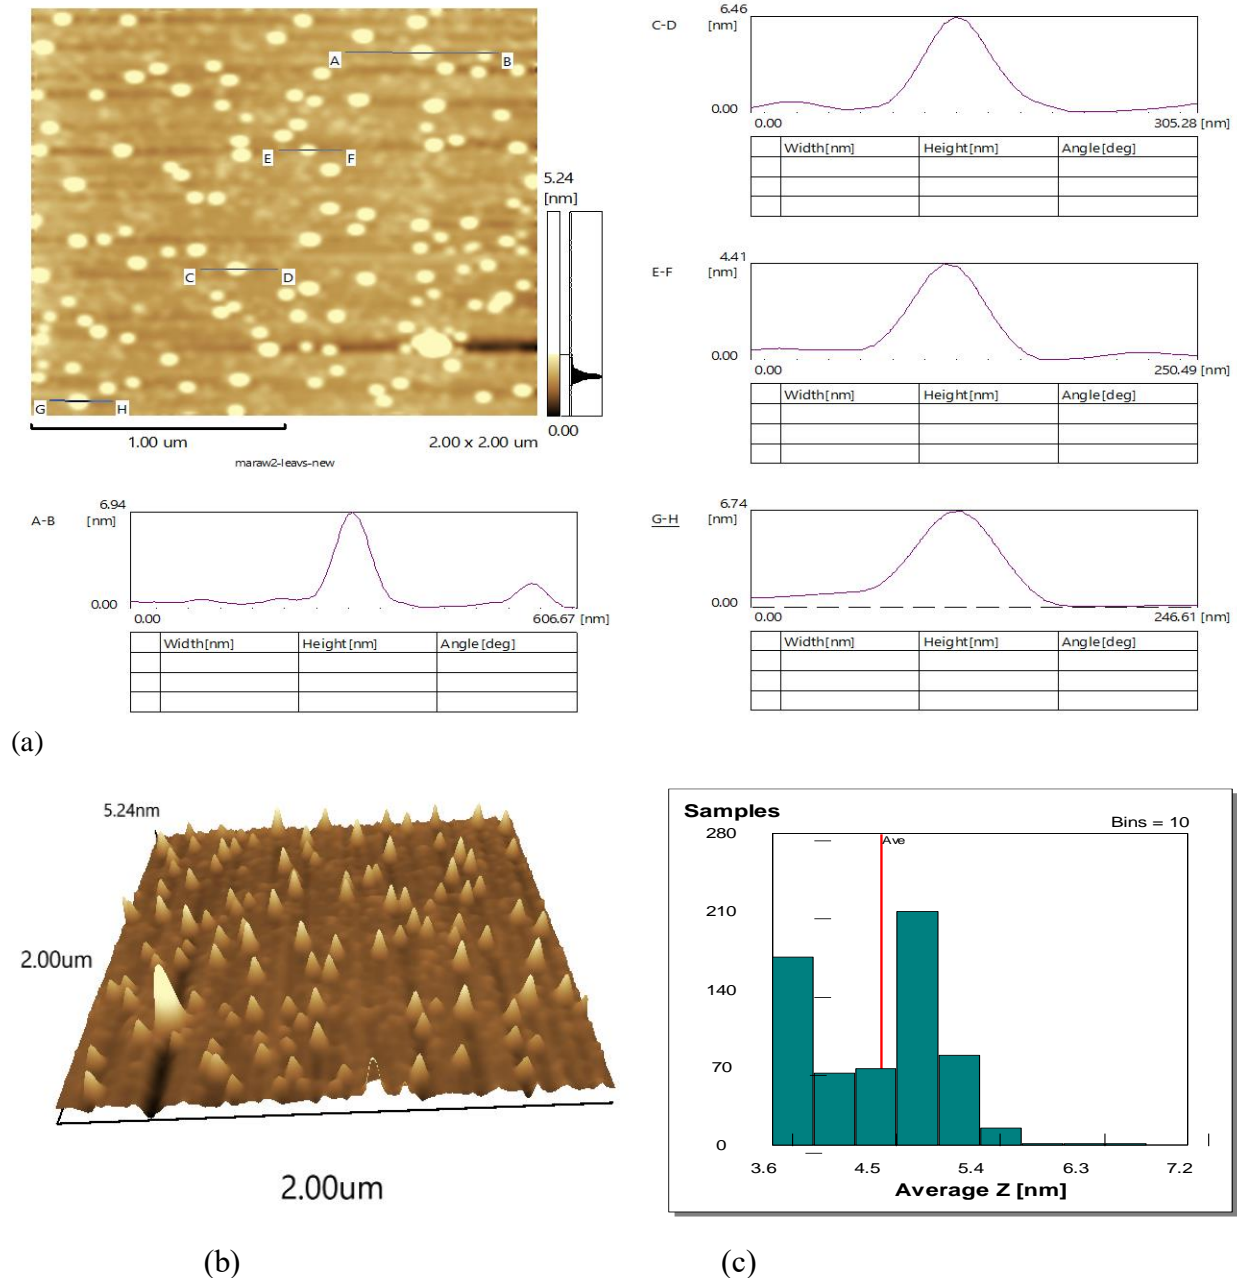 A
B
E
F
C
D
G
H
5.24
[nm]
0.00
1.00 um
2.00 x 2.00 um
maraw2-leavs-new
A-B
6.94
[nm]
0.00
0.00
606.67 [nm]
Width[nm] Height[nm] Angle[deg]
C-D
6.46
[nm]
0.00
0.00
305.28 [nm]
Width[nm] Height[nm] Angle[deg]
E-F
4.41
[nm]
0.00
0.00
250.49 [nm]
Width[nm] Height[nm] Angle[deg]
G-H
6.74
[nm]
0.00
0.00
246.61 [nm]
Width[nm] Height[nm] Angle[deg]
(a)
5.24nm
2.00um
2.00um
(b)
Samples
Bins = 10
280
Ave
210
140
70
0
3.6 4.5 5.4 6.3 7.2
Average Z [nm]
(c)